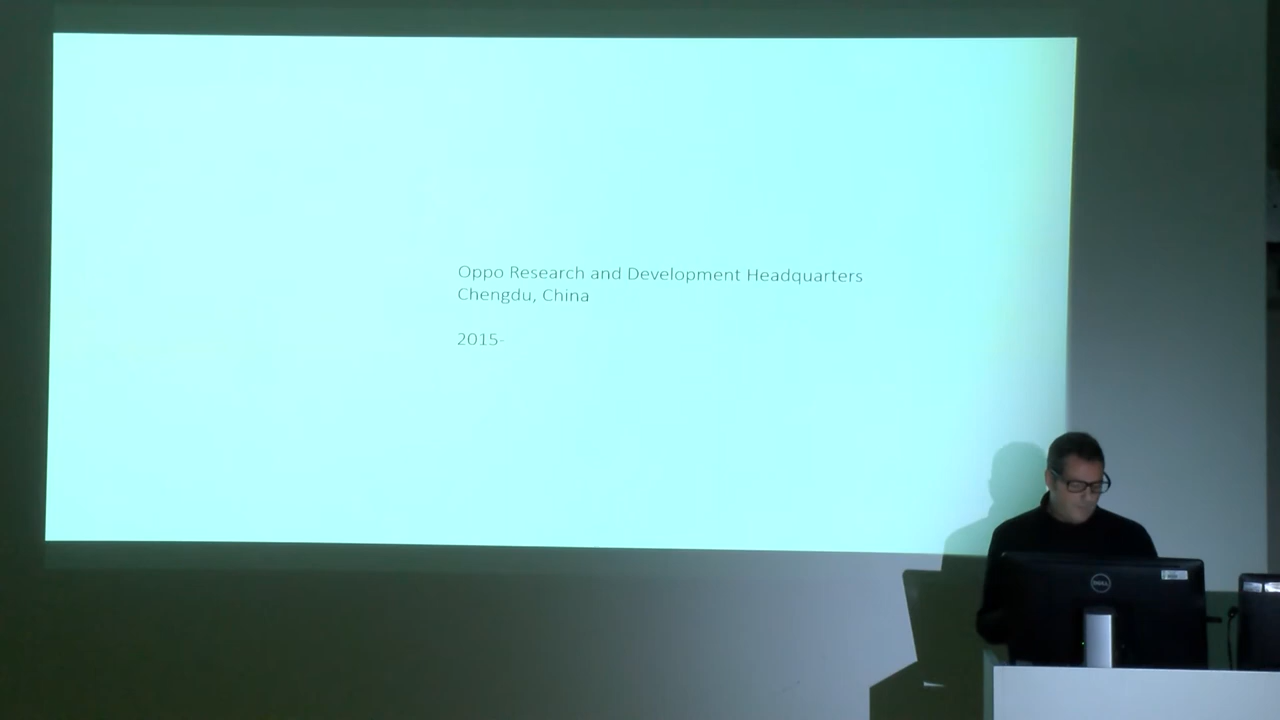 Oppo Research and Development Headquarters
Chengdu, China
2015-
DELL